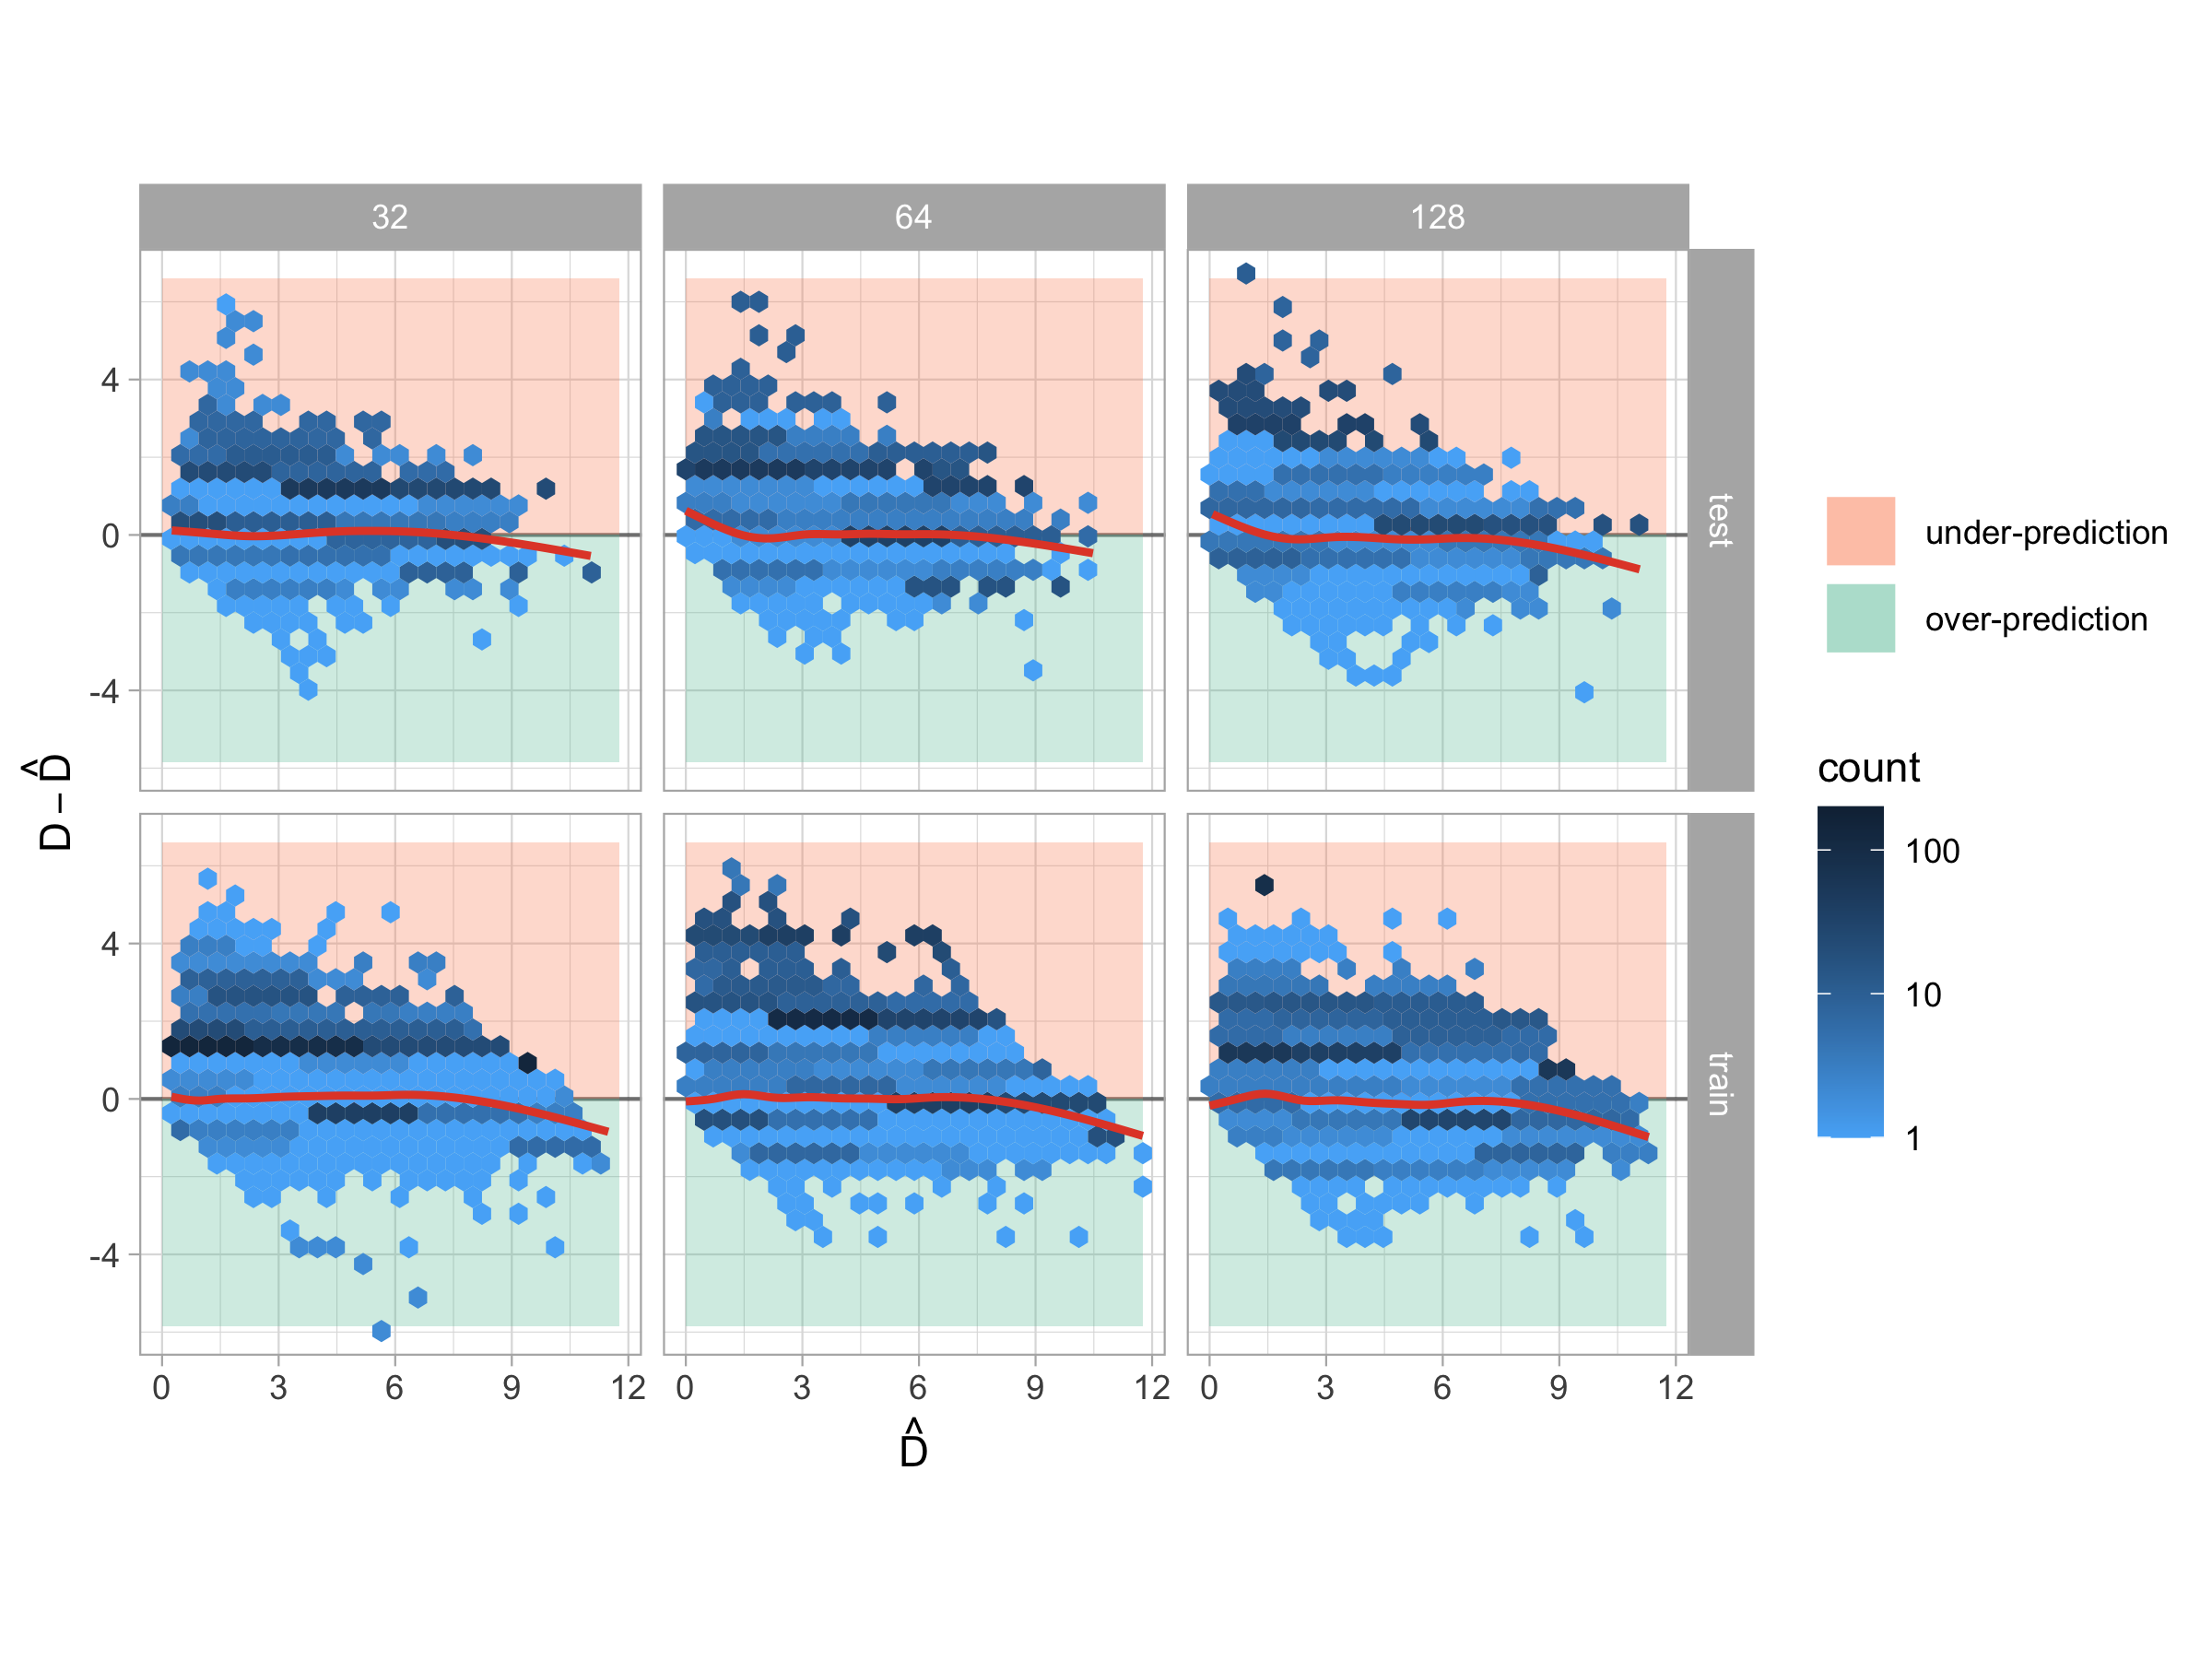 32
64
128
4
0
-4
test
4
0
-4
train
0 3 6 9 12
0 3 6 9 12
0 3 6 9 12
D̂
D − D̂
under-prediction
over-prediction
count
100
10
1